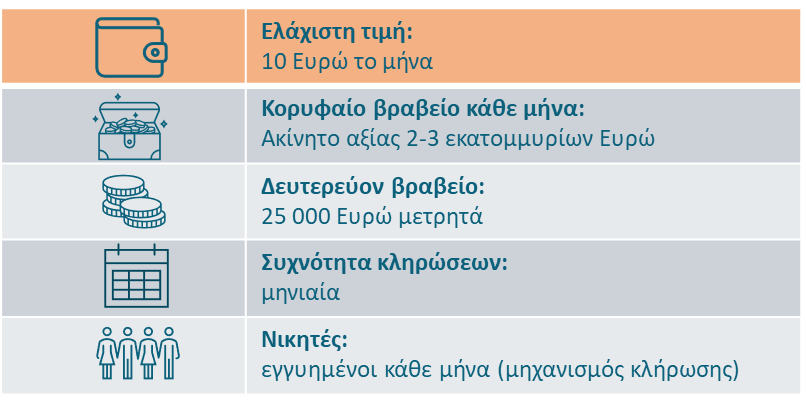 Ελάχιστη τιμή:
10 Ευρώ το μήνα
Κορυφαίο βραβείο κάθε μήνα:
Ακίνητο αξίας 2-3 εκατομμυρίων Ευρώ
Δευτερεύον βραβείο:
25 000 Ευρώ μετρητά
Συχνότητα κληρώσεων:
μηνιαία
Νικητές:
εγγυημένοι κάθε μήνα (μηχανισμός κλήρωσης)